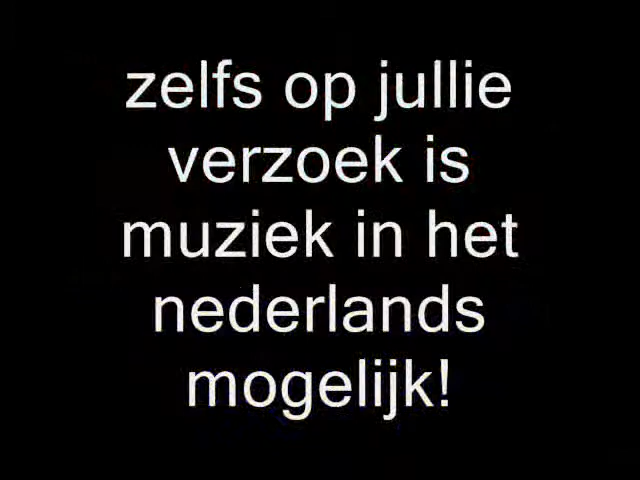 zelfs op jullie
verzoek is
muziek in het
nederlands
mogelijk!